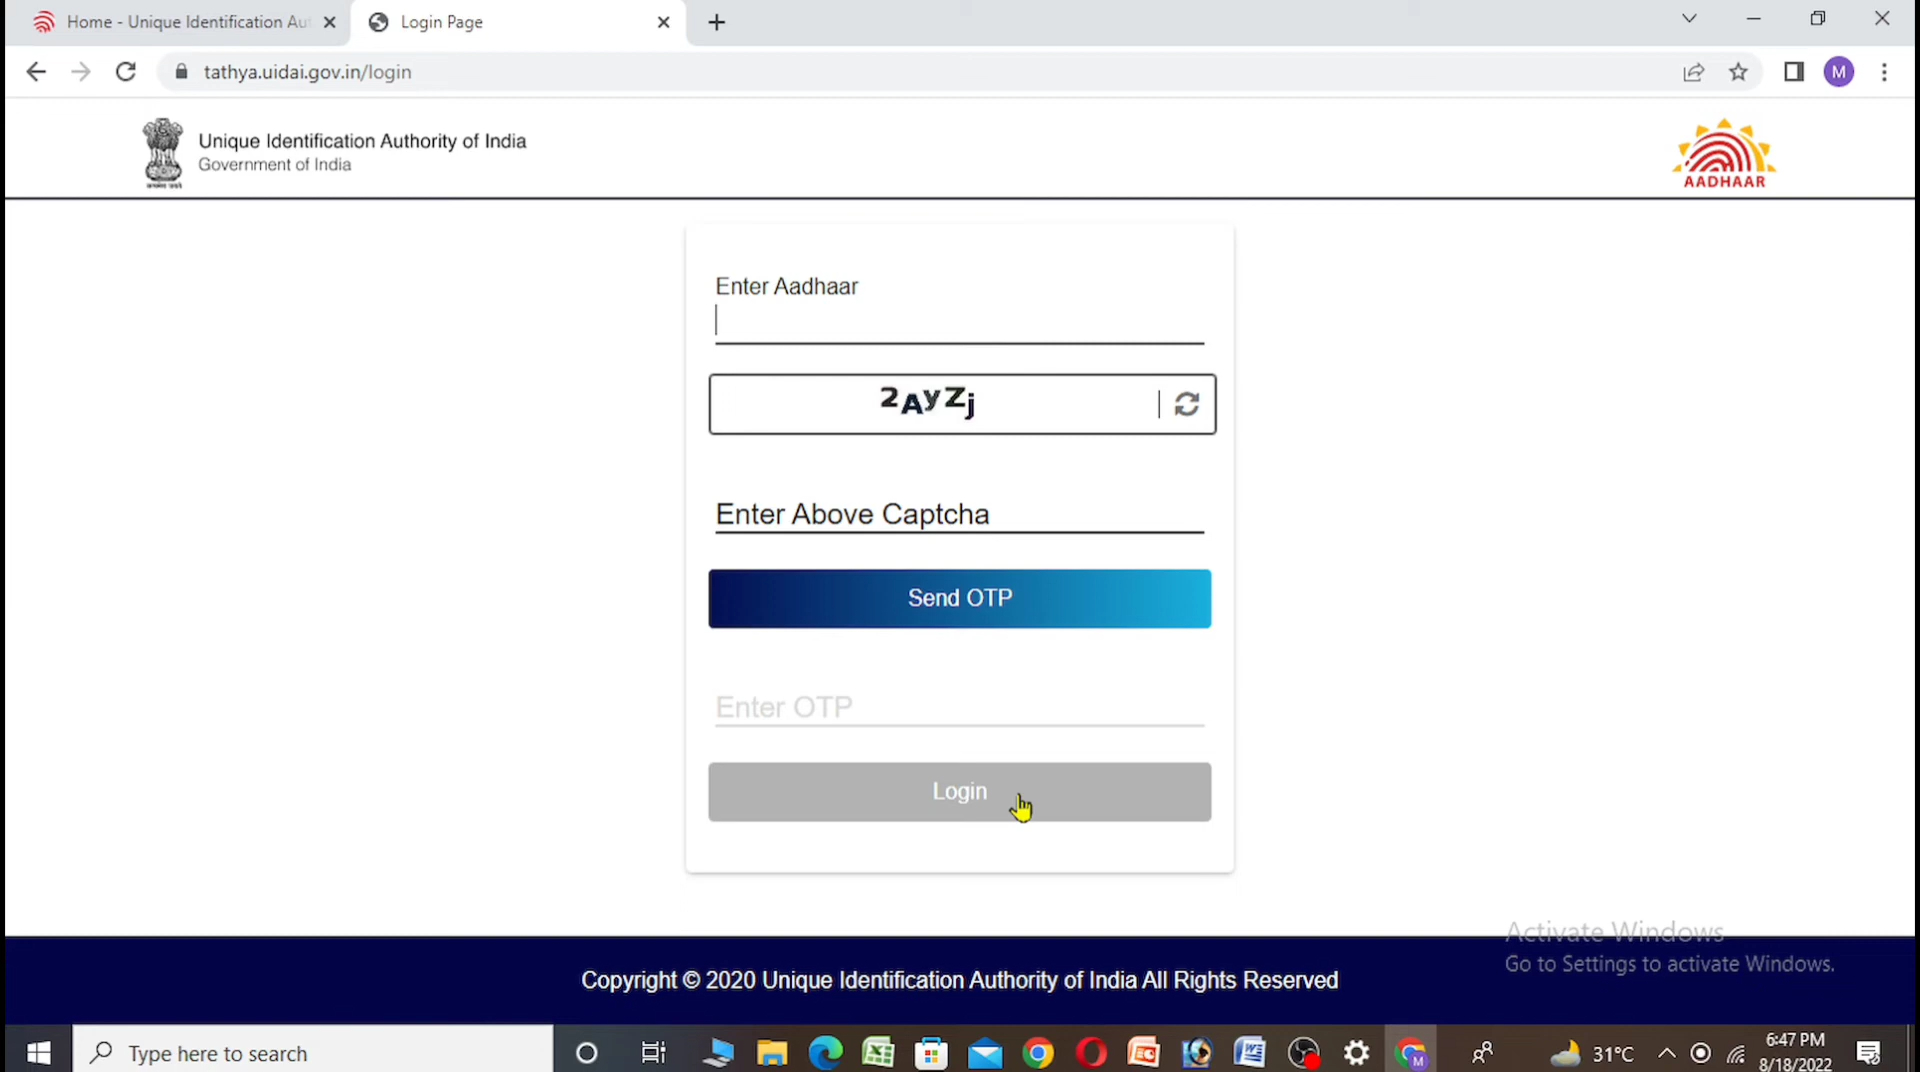 Home - Unique Identification Au
Login Page
tathya.uidai.gov.in/login
M
Unique Identification Authority of India
Government of India
AADHAAR
Enter Aadhaar
2AyZj
Enter Above Captcha
Send OTP
Enter OTP
Login
Activate Windows
Go to Settings to activate Windows.
Copyright © 2020 Unique Identification Authority of India All Rights Reserved
Type here to search
31°C
6:47 PM
8/18/2022